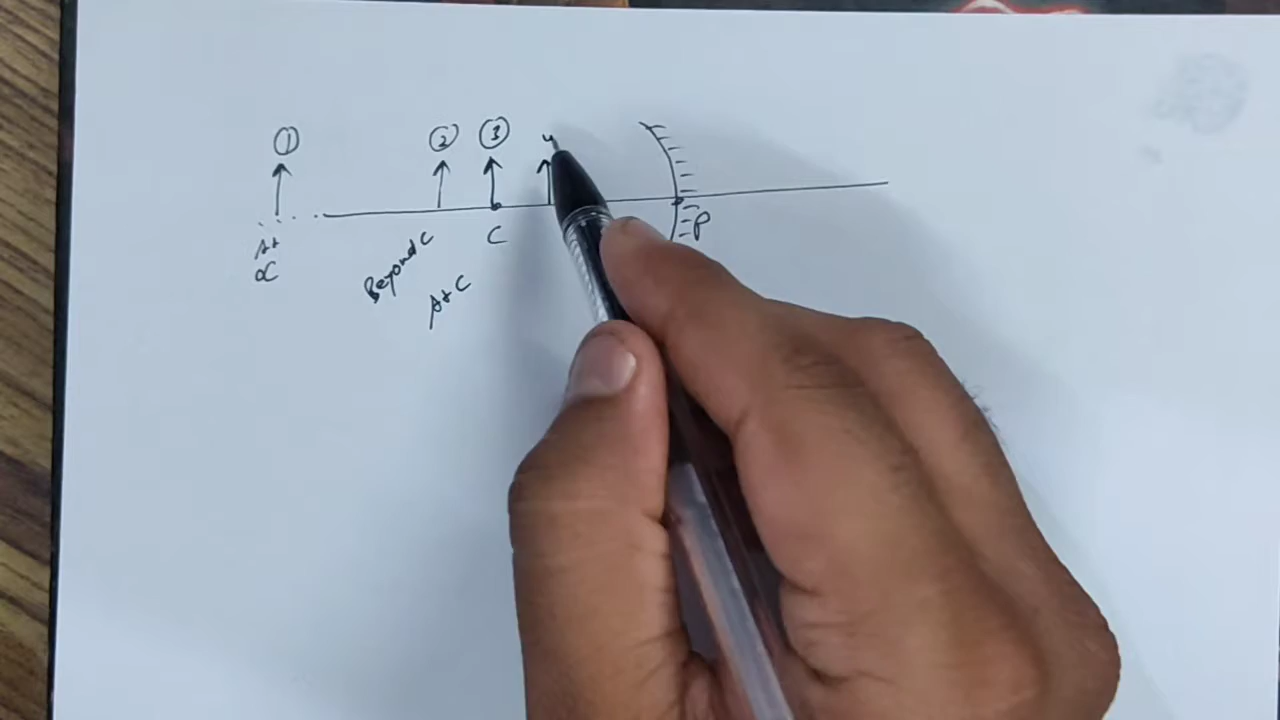 ① ② ③ 4
At
∞
Beyond C
C
At C
P